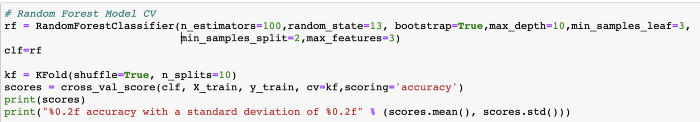 # Random Forest Model CV
rf = RandomForestClassifier(n_estimators=100,random_state=13, bootstrap=True,max_depth=10,min_samples_leaf=3,
min_samples_split=2,max_features=3)
clf=rf
kf = KFold(shuffle=True, n_splits=10)
scores = cross_val_score(clf, X_train, y_train, cv=kf,scoring='accuracy')
print(scores)
print("%0.2f accuracy with a standard deviation of %0.2f" % (scores.mean(), scores.std()))